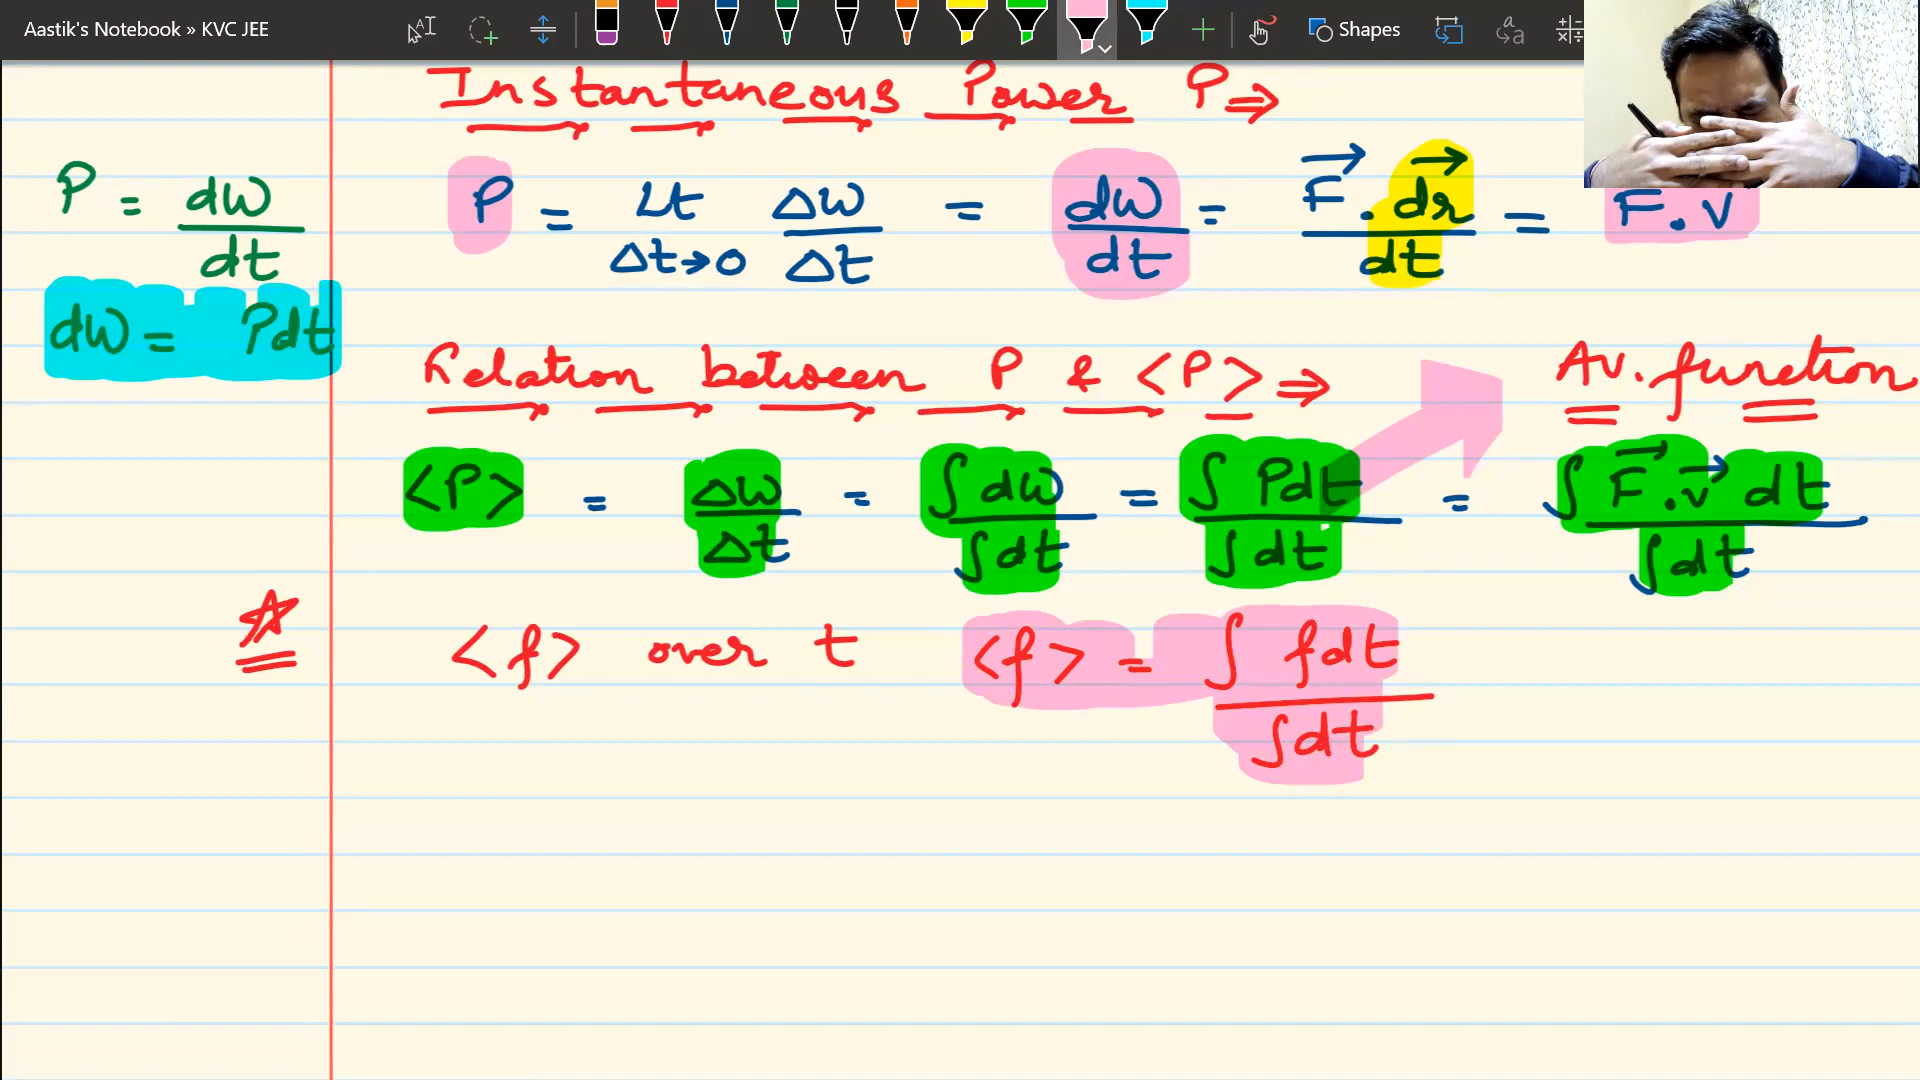 Aastik's Notebook » KVC JEE
Shapes
Instantaneous Power P ⇒
P = dW/dt
P = Lt Δt→0 ΔW/Δt = dW/dt = F⃗ . d⃗r/dt = F . V
dW = Pdt
Relation between P & <P> ⇒
Av. function
<P> = ΔW/Δt = ∫dW/∫dt = ∫Pdt/∫dt = ∫F⃗ . v⃗ dt/∫dt
<f> over t <f> = ∫fdt/∫dt